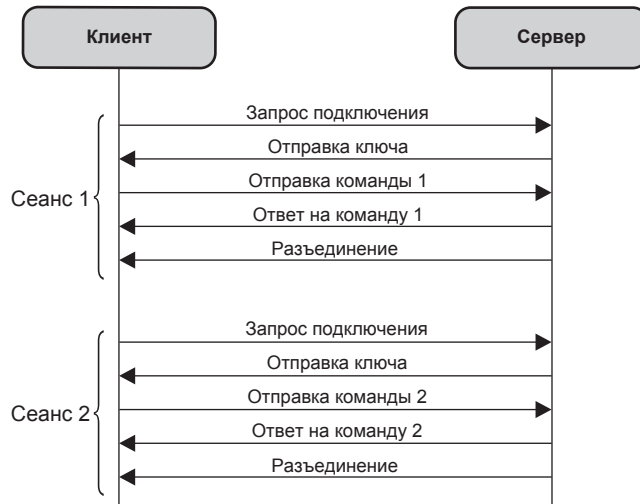 Клиент
Сервер
Запрос подключения
Отправка ключа
Сеанс 1
Отправка команды 1
Ответ на команду 1
Разъединение
Запрос подключения
Отправка ключа
Сеанс 2
Отправка команды 2
Ответ на команду 2
Разъединение